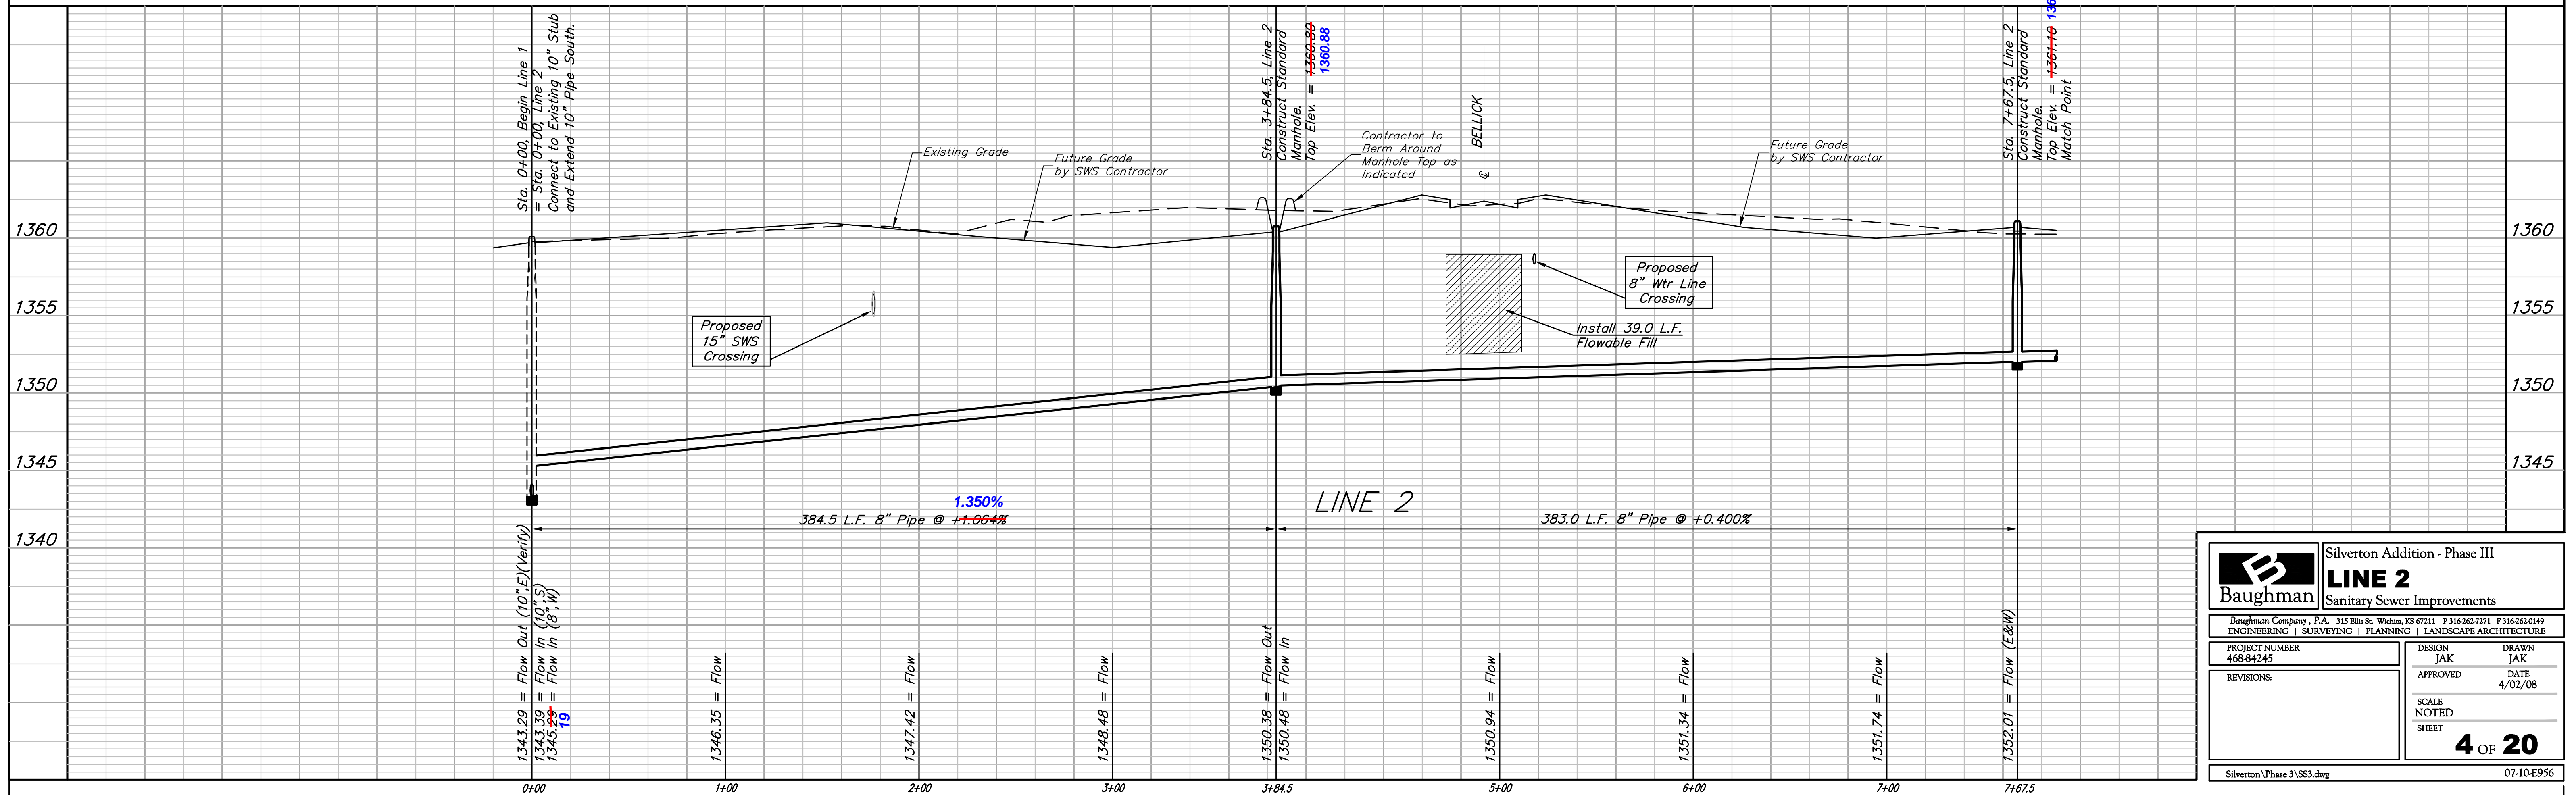 Sta. 0+00, Begin Line 1
= Sta. 0+00, Line 2
Connect to Existing 10" Stub
and Extend 10" Pipe South.
Sta. 3+84.5, Line 2
Construct Standard
Manhole.
Top Elev. = 1360.80
1360.88
Sta. 7+67.5, Line 2
Construct Standard
Manhole.
Top Elev. = 1361.10
Match Point
Existing Grade
Future Grade
by SWS Contractor
Contractor to
Berm Around
Manhole Top as
Indicated
BELLICK
℄
Future Grade
by SWS Contractor
1360
1355
1350
1345
1340
1360
1355
1350
1345
Proposed
15" SWS
Crossing
Proposed
8" Wtr Line
Crossing
Install 39.0 L.F.
Flowable Fill
LINE 2
1.350%
384.5 L.F. 8" Pipe @ +1.064%
383.0 L.F. 8" Pipe @ +0.400%
1343.29 = Flow Out (10",E)(Verify)
1343.39 = Flow In (10",S)
1345.29 = Flow In (8",W)
19
1346.35 = Flow
1347.42 = Flow
1348.48 = Flow
1350.38 = Flow Out
1350.48 = Flow In
1350.94 = Flow
1351.34 = Flow
1351.74 = Flow
1352.01 = Flow (E&W)
0+00
1+00
2+00
3+00
3+84.5
5+00
6+00
7+00
7+67.5
Baughman
Silverton Addition - Phase III
LINE 2
Sanitary Sewer Improvements
Baughman Company, P.A. 315 Ellis St. Wichita, KS 67211 P 316-262-7271 F 316-262-0149
ENGINEERING | SURVEYING | PLANNING | LANDSCAPE ARCHITECTURE
PROJECT NUMBER
468-84245
REVISIONS:
DESIGN
JAK
DRAWN
JAK
APPROVED
DATE
4/02/08
SCALE
NOTED
SHEET
4 OF 20
Silverton\Phase 3\SS3.dwg
07-10-E956